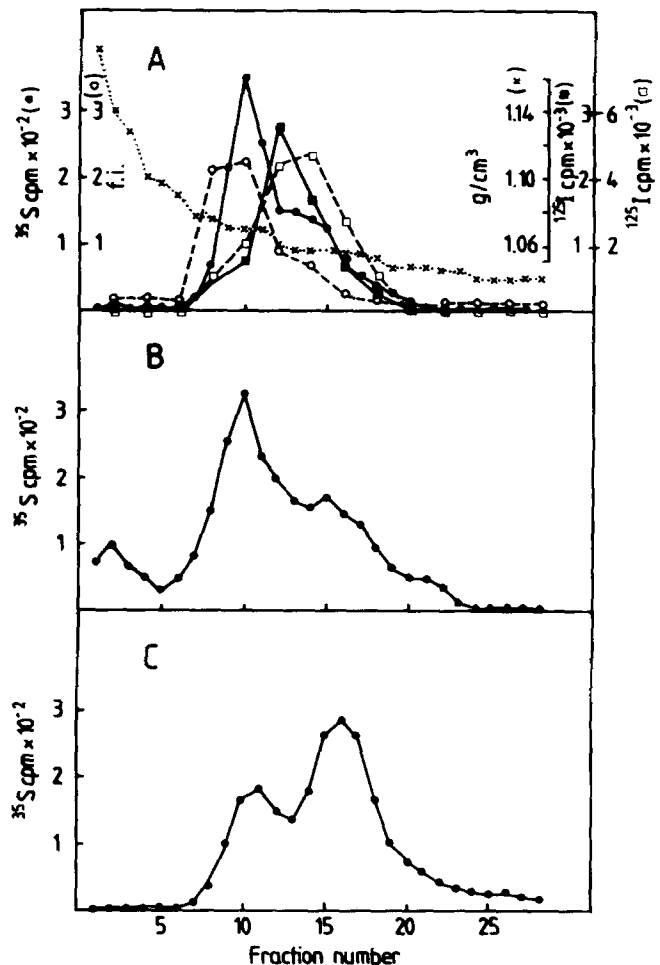 A
³⁵S cpm × 10⁻² (●)
3
2
1
(○)
3
2
1
f.i.
(×)
1.14
1.10
1.06
g/cm³
¹²⁵I cpm × 10⁻³ (■)
3
2
1
6
4
2
¹²⁵I cpm × 10⁻³ (□)
B
³⁵S cpm × 10⁻²
3
2
1
C
³⁵S cpm × 10⁻²
3
2
1
5
10
15
20
25
Fraction number